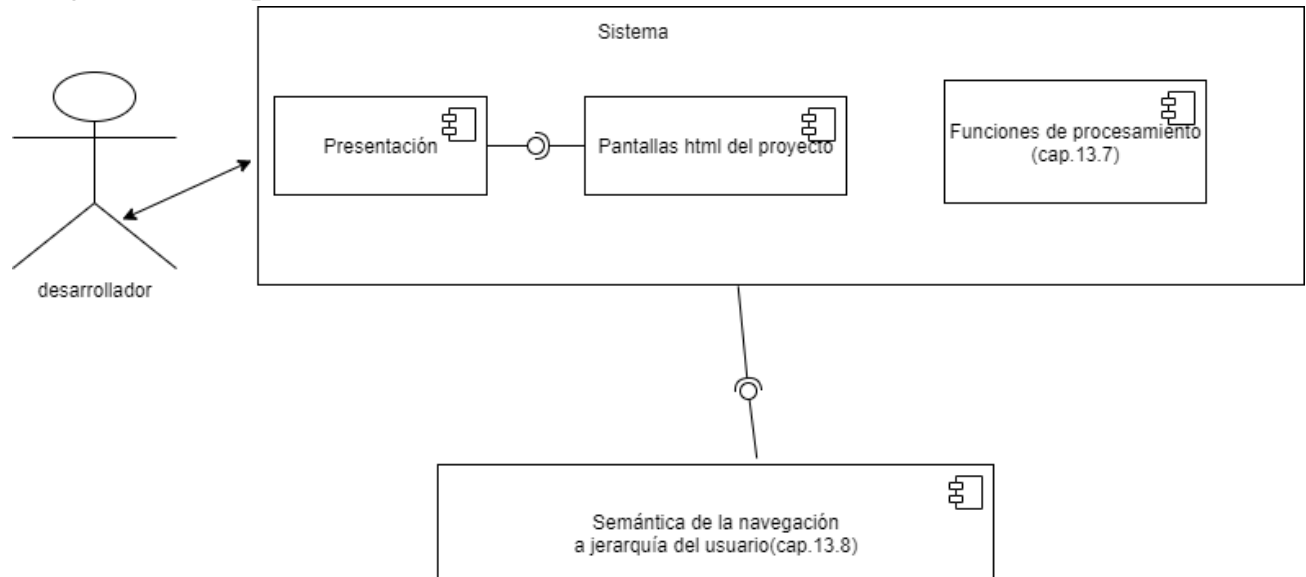 Sistema
Presentación
Pantallas html del proyecto
Funciones de procesamiento
(cap.13.7)
desarrollador
Semántica de la navegación
a jerarquía del usuario(cap.13.8)